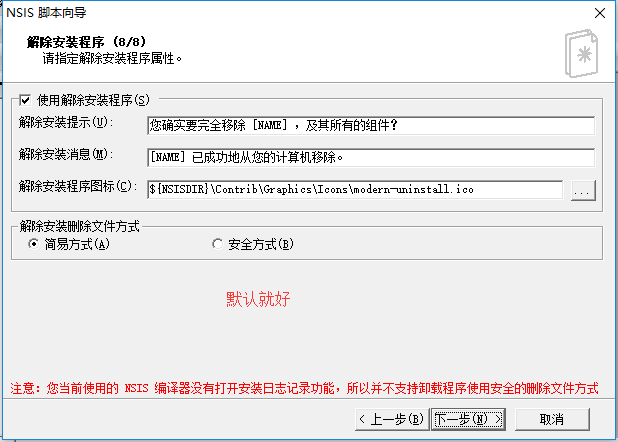 NSIS 脚本向导
解除安装程序 (8/8)
请指定解除安装程序属性。
使用解除安装程序(S)
解除安装提示(U):
您确实要完全移除 [NAME] ，及其所有的组件?
解除安装消息(M):
[NAME] 已成功地从您的计算机移除。
解除安装程序图标(C):
${NSISDIR}\Contrib\Graphics\Icons\modern-uninstall.ico
...
解除安装删除文件方式
简易方式(A)
安全方式(B)
默认就好
注意: 您当前使用的 NSIS 编译器没有打开安装日志记录功能，所以并不支持卸载程序使用安全的删除文件方式
< 上一步(B)
下一步(N) >
取消